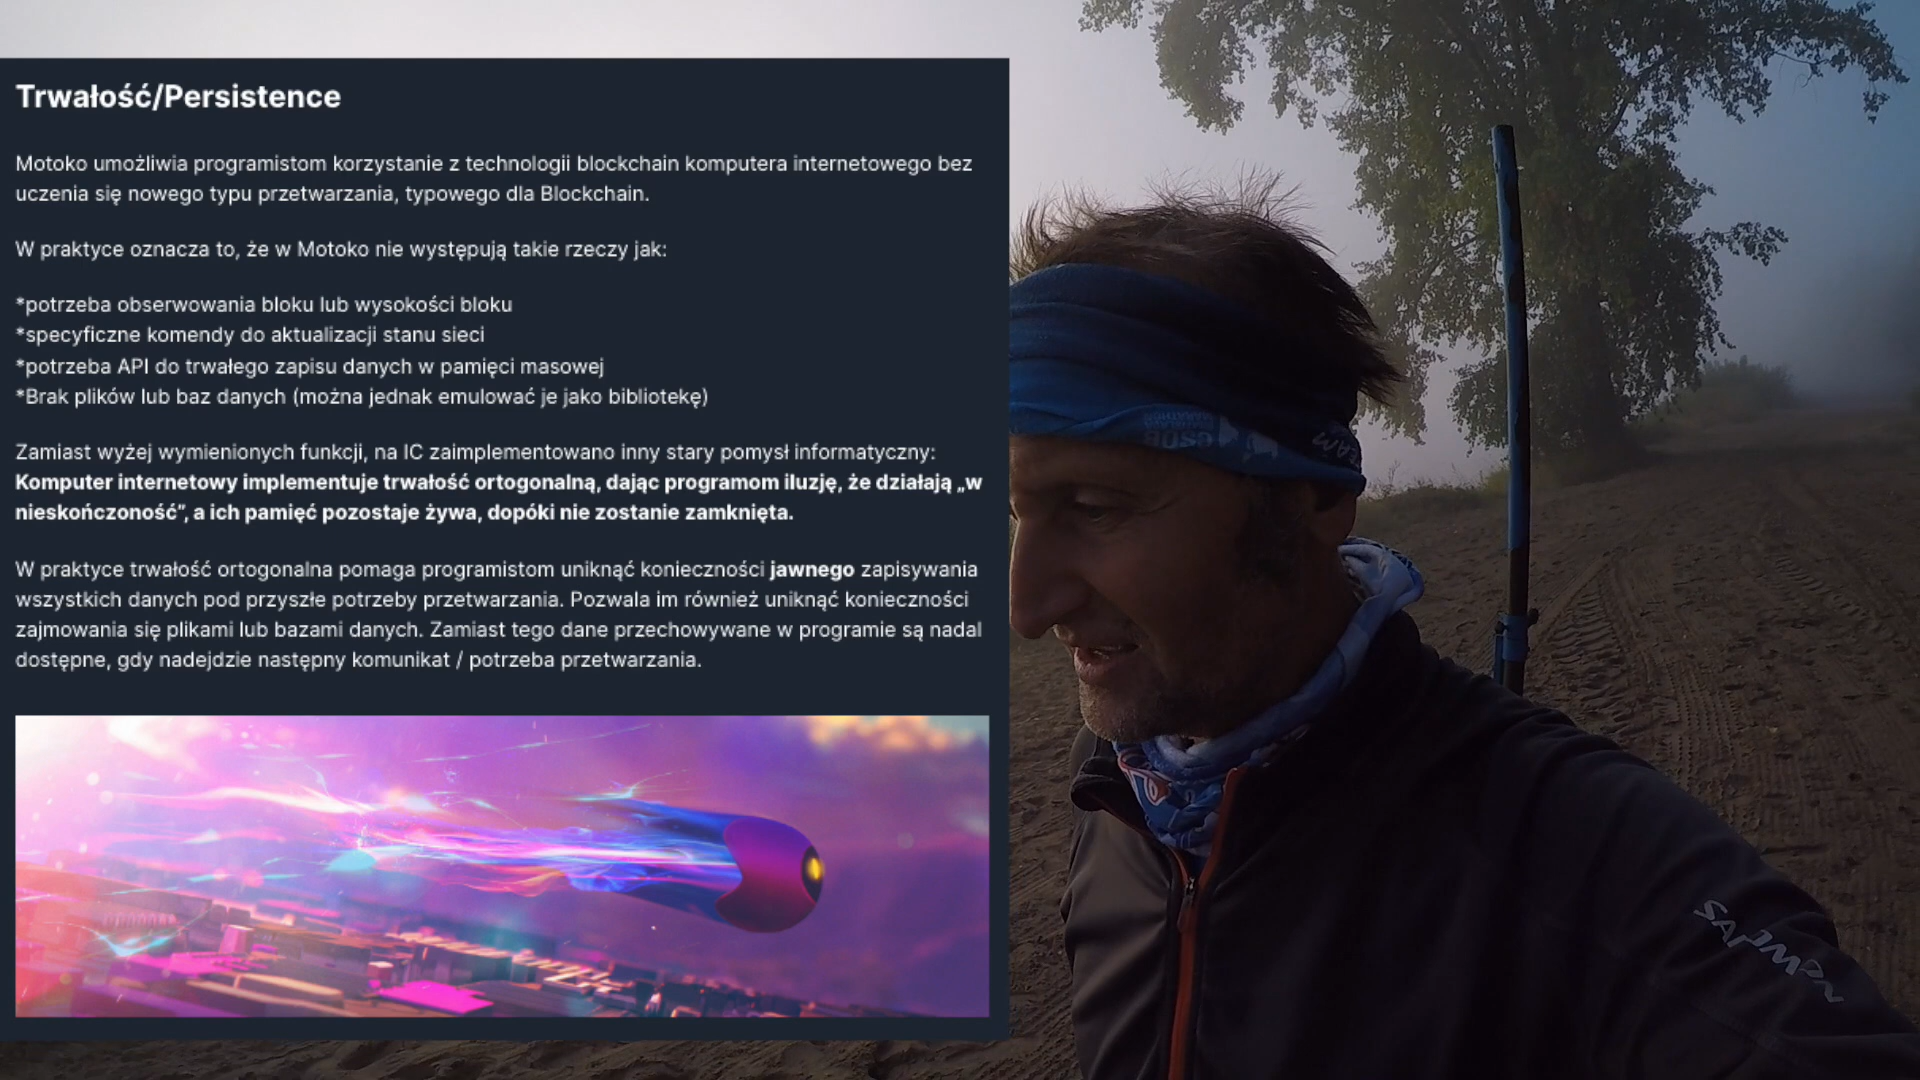 Trwałość/Persistence
Motoko umożliwia programistom korzystanie z technologii blockchain komputera internetowego bez
uczenia się nowego typu przetwarzania, typowego dla Blockchain.
W praktyce oznacza to, że w Motoko nie występują takie rzeczy jak:
*potrzeba obserwowania bloku lub wysokości bloku
*specyficzne komendy do aktualizacji stanu sieci
*potrzeba API do trwałego zapisu danych w pamięci masowej
*Brak plików lub baz danych (można jednak emulować je jako bibliotekę)
Zamiast wyżej wymienionych funkcji, na IC zaimplementowano inny stary pomysł informatyczny:
Komputer internetowy implementuje trwałość ortogonalną, dając programom iluzję, że działają „w
nieskończoność”, a ich pamięć pozostaje żywa, dopóki nie zostanie zamknięta.
W praktyce trwałość ortogonalna pomaga programistom uniknąć konieczności jawnego zapisywania
wszystkich danych pod przyszłe potrzeby przetwarzania. Pozwala im również uniknąć konieczności
zajmowania się plikami lub bazami danych. Zamiast tego dane przechowywane w programie są nadal
dostępne, gdy nadejdzie następny komunikat / potrzeba przetwarzania.
TEAM
SALOMON